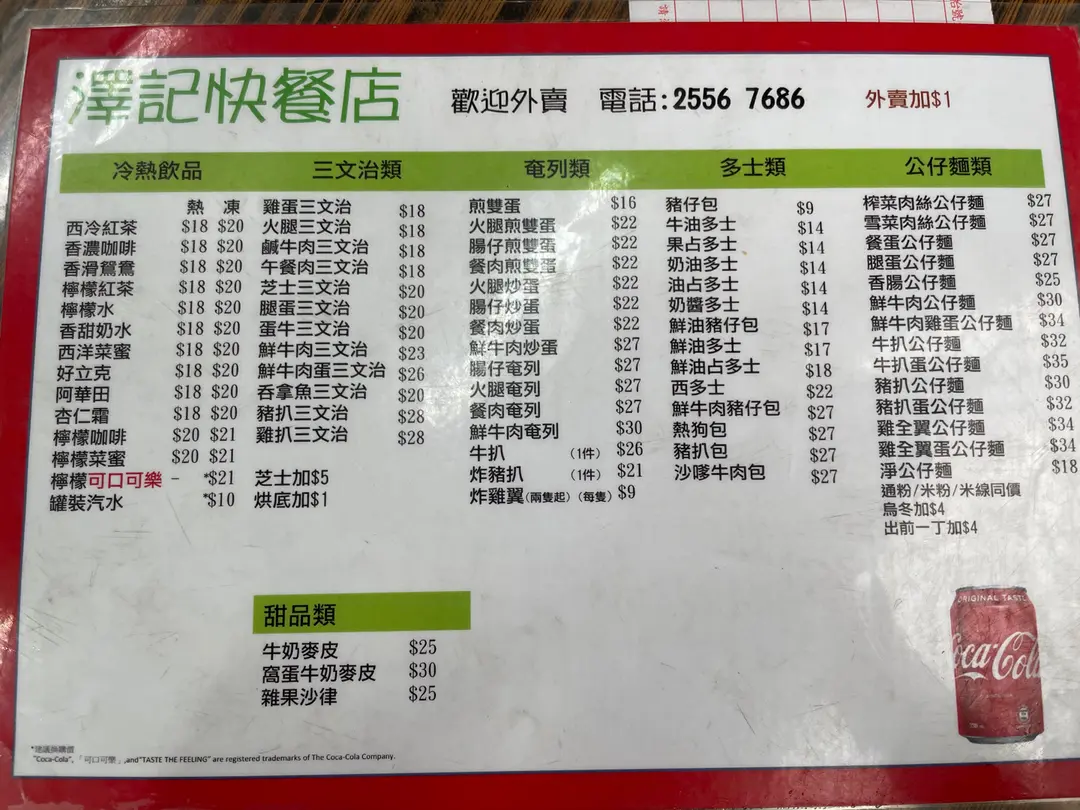 澤記快餐店
歡迎外賣 電話:2556 7686
外賣加$1
冷熱飲品
熱 凍
西冷紅茶 $18 $20
香濃咖啡 $18 $20
香滑鴛鴦 $18 $20
檸檬紅茶 $18 $20
檸檬水 $18 $20
香甜奶水 $18 $20
西洋菜蜜 $18 $20
好立克 $18 $20
阿華田 $18 $20
杏仁霜 $18 $20
檸檬咖啡 $20 $21
檸檬菜蜜 $20 $21
檸檬可口可樂 - *$21
罐裝汽水 *$10
三文治類
雞蛋三文治 $18
火腿三文治 $18
鹹牛肉三文治 $18
午餐肉三文治 $18
芝士三文治 $20
腿蛋三文治 $20
蛋牛三文治 $20
鮮牛肉三文治 $23
鮮牛肉蛋三文治 $26
吞拿魚三文治 $20
豬扒三文治 $28
雞扒三文治 $28
芝士加$5
烘底加$1
奄列類
煎雙蛋 $16
火腿煎雙蛋 $22
腸仔煎雙蛋 $22
餐肉煎雙蛋 $22
火腿炒蛋 $22
腸仔炒蛋 $22
餐肉炒蛋 $22
鮮牛肉炒蛋 $27
腸仔奄列 $27
火腿奄列 $27
餐肉奄列 $27
鮮牛肉奄列 $30
牛扒 (1件) $26
炸豬扒 (1件) $21
炸雞翼(兩隻起)(每隻) $9
多士類
豬仔包 $9
牛油多士 $14
果占多士 $14
奶油多士 $14
油占多士 $14
奶醬多士 $14
鮮油豬仔包 $17
鮮油多士 $17
鮮油占多士 $18
西多士 $22
鮮牛肉豬仔包 $27
熱狗包 $27
豬扒包 $27
沙嗲牛肉包 $27
公仔麵類
榨菜肉絲公仔麵 $27
雪菜肉絲公仔麵 $27
餐蛋公仔麵 $27
腿蛋公仔麵 $27
香腸公仔麵 $25
鮮牛肉公仔麵 $30
鮮牛肉雞蛋公仔麵 $34
牛扒公仔麵 $32
牛扒蛋公仔麵 $35
豬扒公仔麵 $30
豬扒蛋公仔麵 $32
雞全翼公仔麵 $34
雞全翼蛋公仔麵 $34
淨公仔麵 $18
通粉/米粉/米線同價
烏冬加$4
出前一丁加$4
甜品類
牛奶麥皮 $25
窩蛋牛奶麥皮 $30
雜果沙律 $25
ORIGINAL TASTE
Coca-Cola
*建議換購價
"Coca-Cola", 「可口可樂」,and"TASTE THE FEELING" are registered trademarks of The Coca-Cola Company.